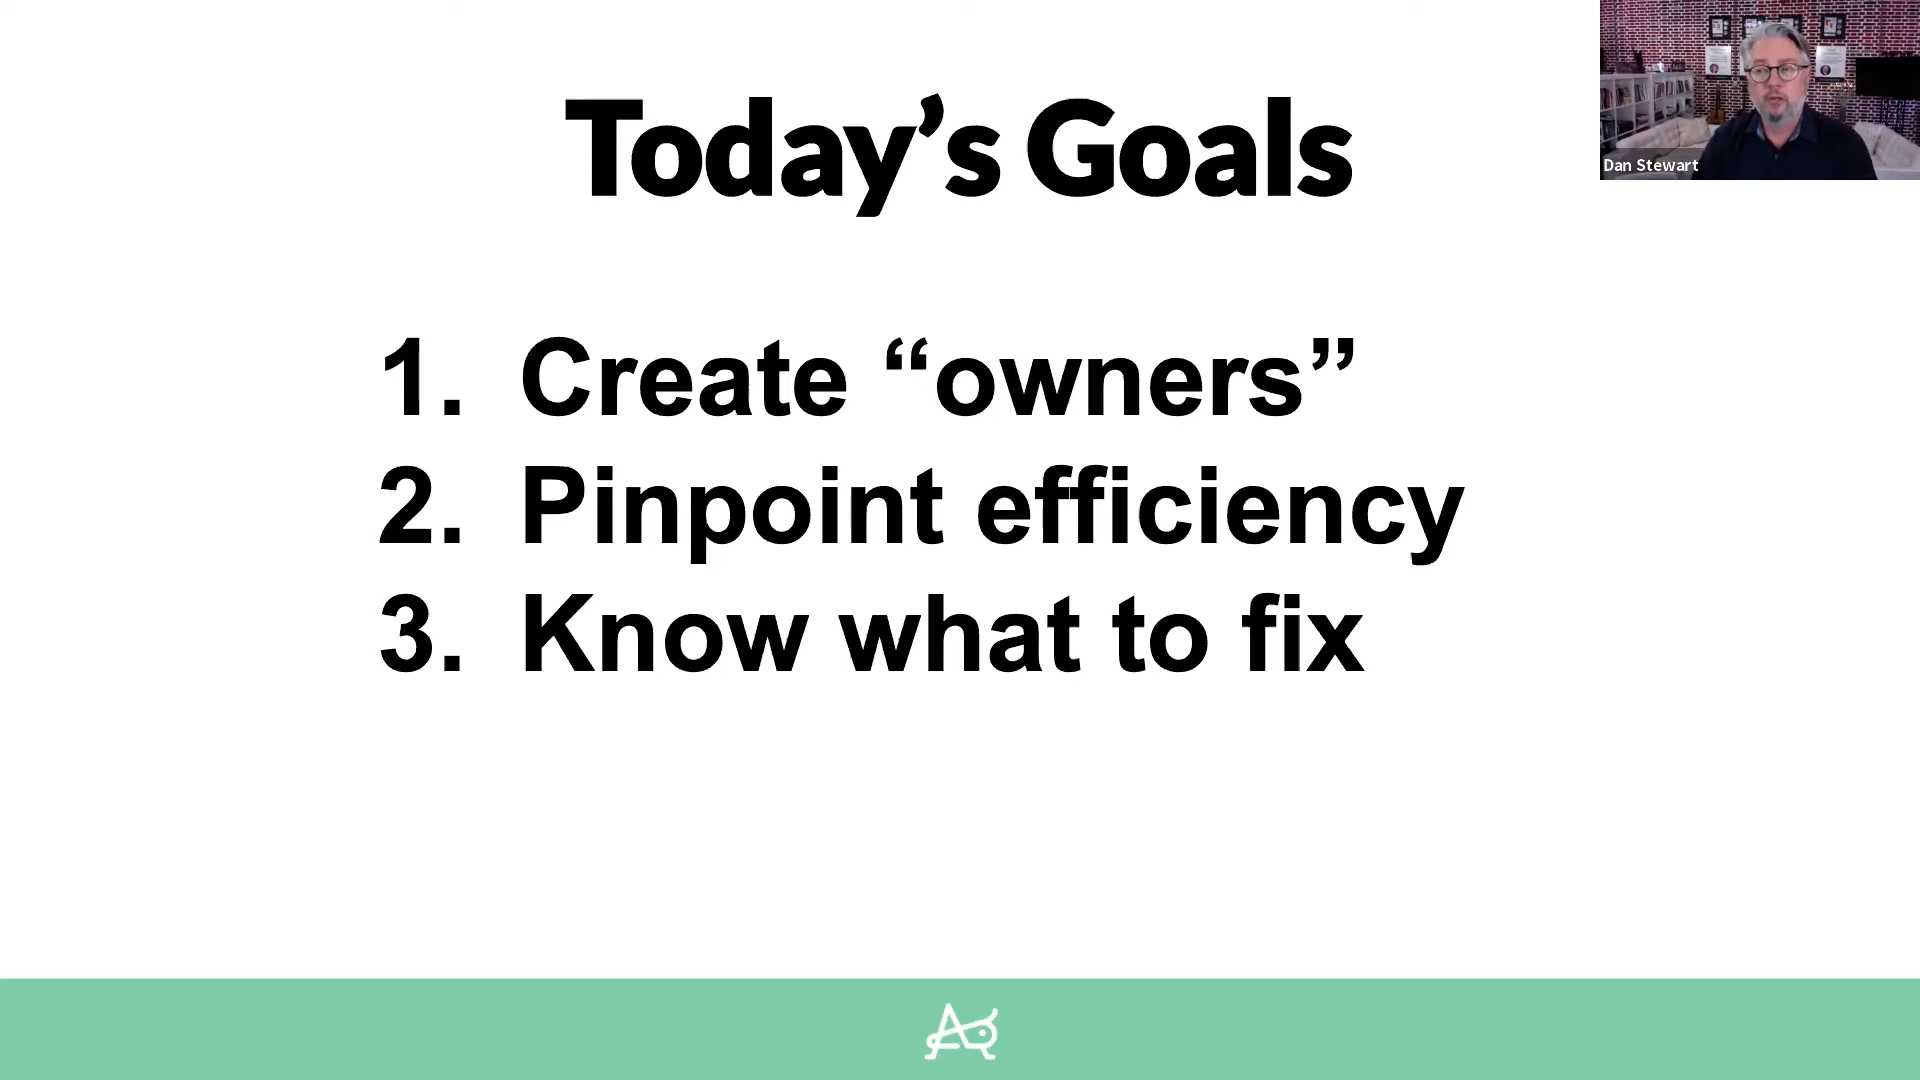 Today’s Goals
1. Create “owners”
2. Pinpoint efficiency
3. Know what to fix
Dan Stewart